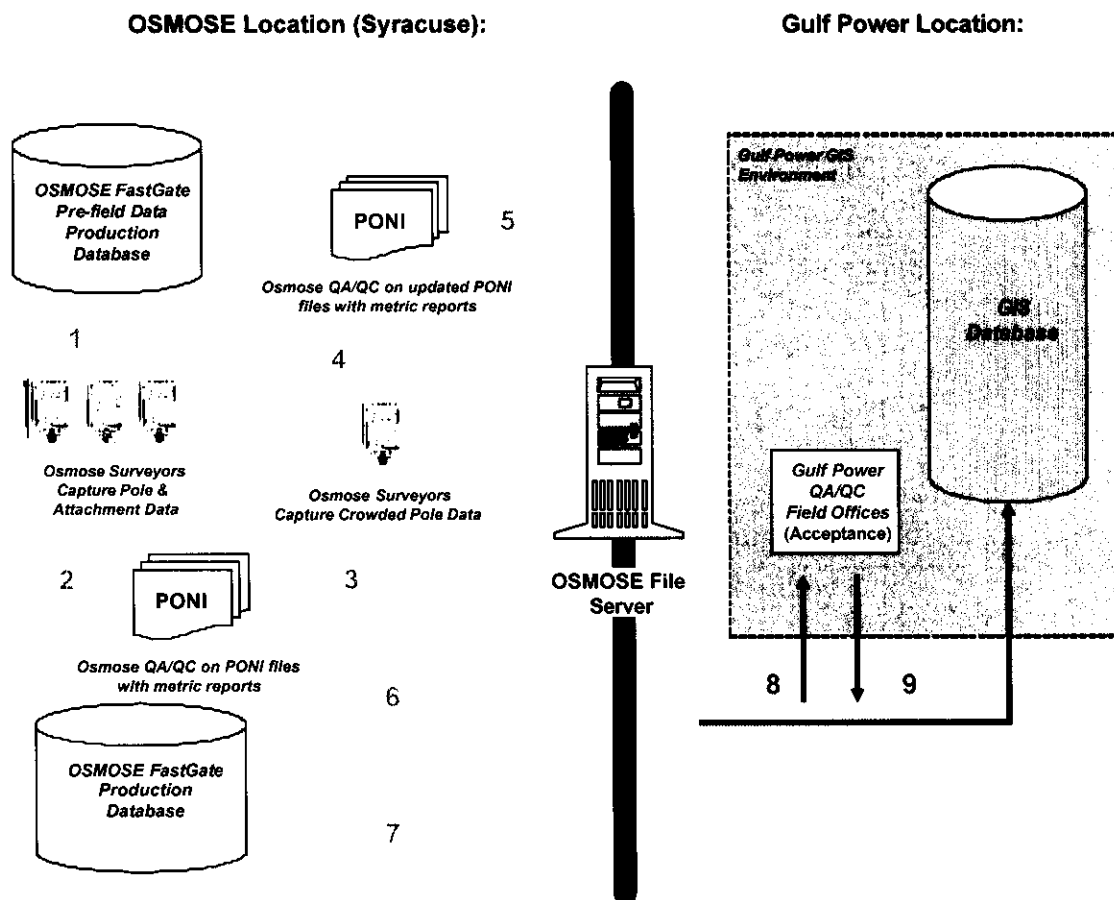 OSMOSE Location (Syracuse):
Gulf Power Location:
OSMOSE FastGate
Pre-field Data
Production
Database
PONI
5
Osmose QA/QC on updated PONI
files with metric reports
1
4
Osmose Surveyors
Capture Pole &
Attachment Data
Osmose Surveyors
Capture Crowded Pole Data
2
PONI
3
Osmose QA/QC on PONI files
with metric reports
6
OSMOSE FastGate
Production
Database
7
OSMOSE File
Server
Gulf Power GIS
Environment
GIS
Database
Gulf Power
QA/QC
Field Offices
(Acceptance)
8
9